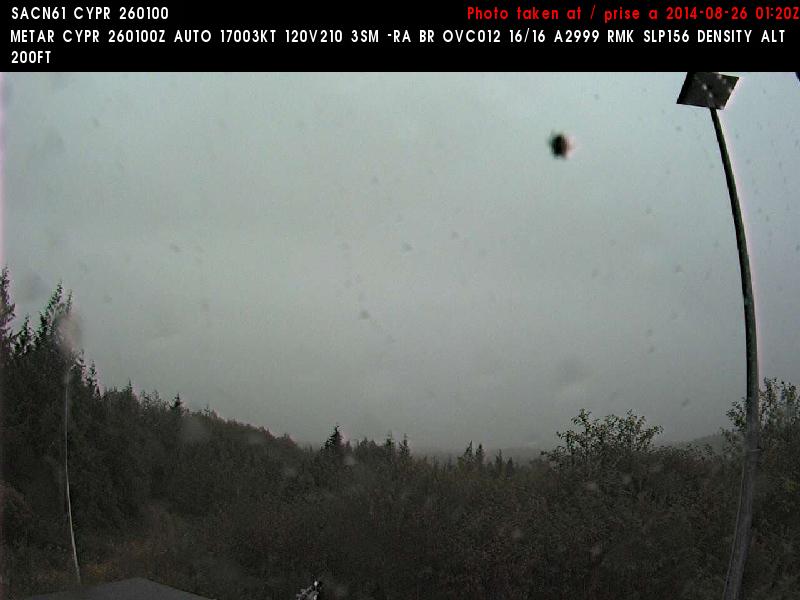 SACN61 CYPR 260100
Photo taken at / prise a 2014-08-26 01:20Z
METAR CYPR 260100Z AUTO 17003KT 120V210 3SM -RA BR OVC012 16/16 A2999 RMK SLP156 DENSITY ALT
200FT